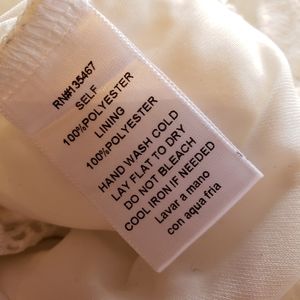 RN#135467
SELF
100%POLYESTER
LINING
100%POLYESTER
HAND WASH COLD
LAY FLAT TO DRY
DO NOT BLEACH
COOL IRON IF NEEDED
Lavar a mano
con aqua fria